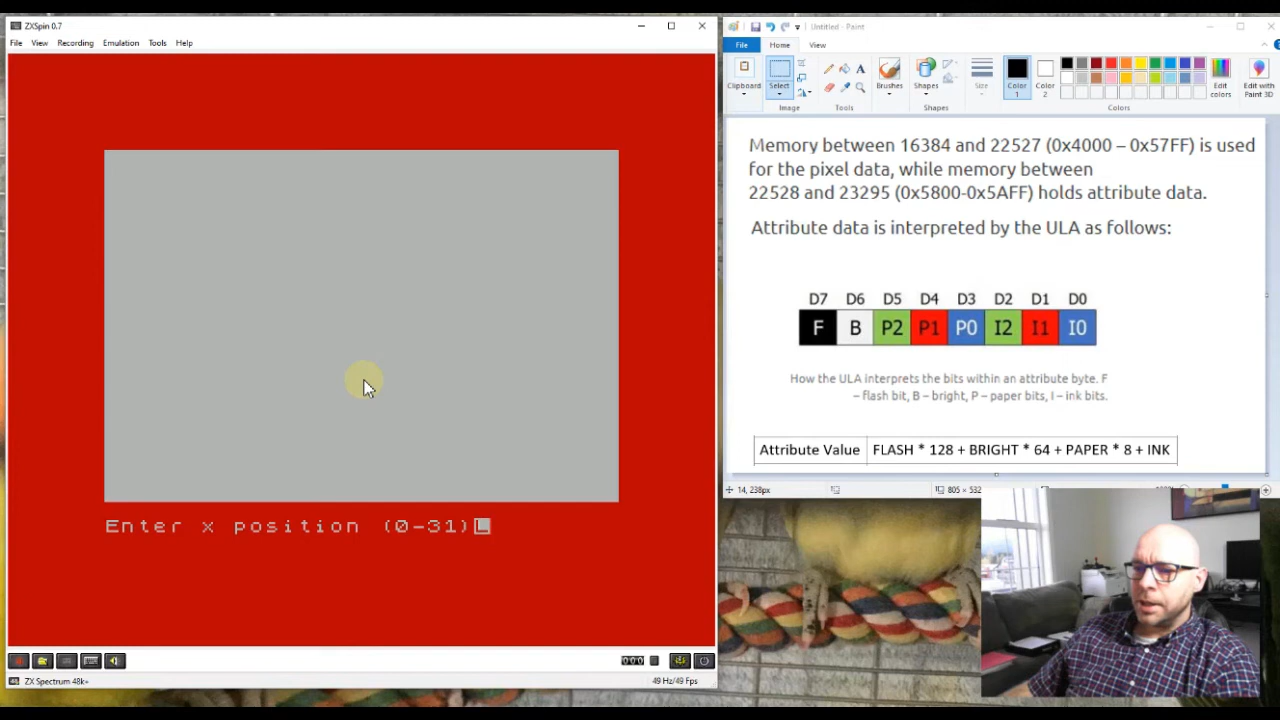 ZXSpin 0.7
File View Recording Emulation Tools Help
Enter x position (0-31)L
ZX Spectrum 48k+
49 Hz/49 Fps
Untitled - Paint
File Home View
Clipboard
Select
Image
Tools
Brushes
Shapes
Shapes
Size
Color 1
Color 2
Edit colors
Colors
Edit with Paint 3D
Memory between 16384 and 22527 (0x4000 – 0x57FF) is used
for the pixel data, while memory between
22528 and 23295 (0x5800-0x5AFF) holds attribute data.
Attribute data is interpreted by the ULA as follows:
D7 D6 D5 D4 D3 D2 D1 D0
F B P2 P1 P0 I2 I1 I0
How the ULA interprets the bits within an attribute byte. F
– flash bit, B – bright, P – paper bits, I – ink bits.
Attribute Value FLASH * 128 + BRIGHT * 64 + PAPER * 8 + INK
14, 238px
805 × 532